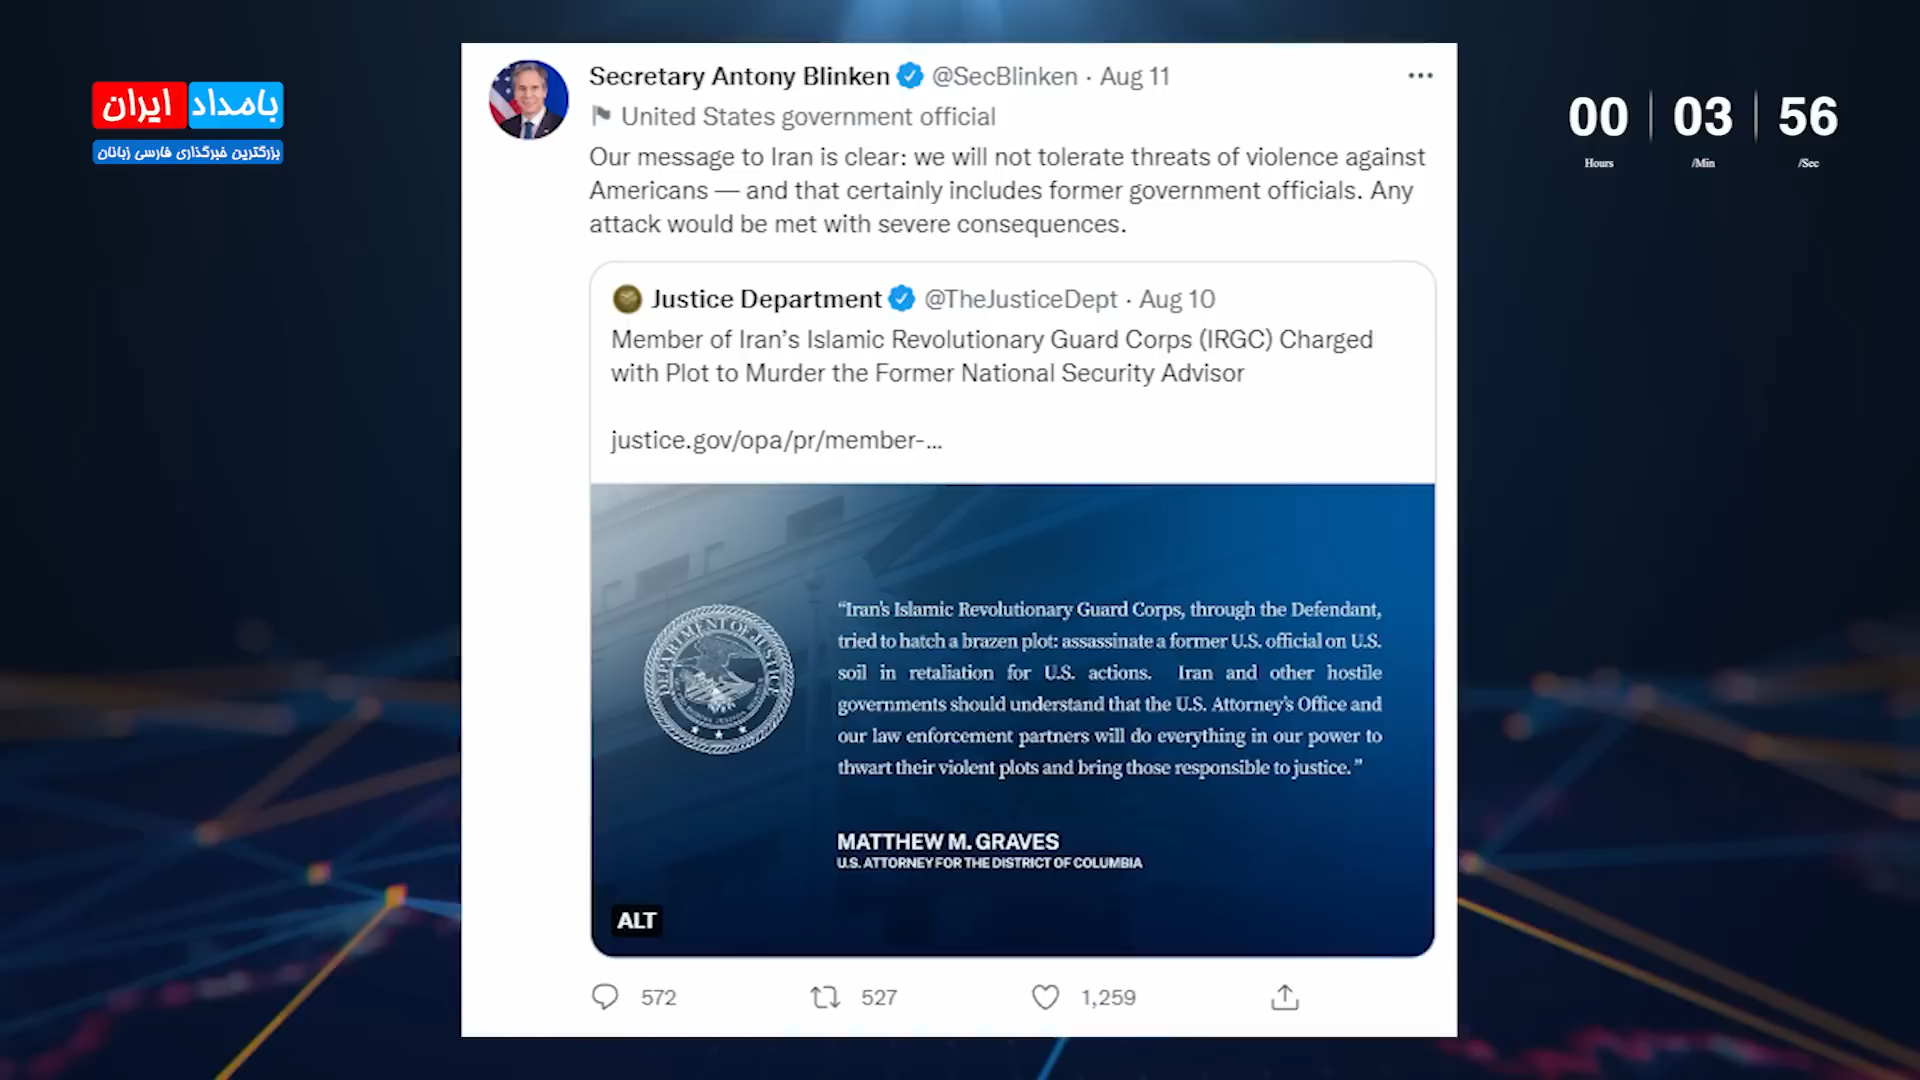 بامداد ایران
بزرگترین خبرگذاری فارسی زبانان
Secretary Antony Blinken @SecBlinken · Aug 11
United States government official
Our message to Iran is clear: we will not tolerate threats of violence against
Americans — and that certainly includes former government officials. Any
attack would be met with severe consequences.
Justice Department @TheJusticeDept · Aug 10
Member of Iran’s Islamic Revolutionary Guard Corps (IRGC) Charged
with Plot to Murder the Former National Security Advisor
justice.gov/opa/pr/member-...
DEPARTMENT OF JUSTICE
“Iran’s Islamic Revolutionary Guard Corps, through the Defendant,
tried to hatch a brazen plot: assassinate a former U.S. official on U.S.
soil in retaliation for U.S. actions. Iran and other hostile
governments should understand that the U.S. Attorney’s Office and
our law enforcement partners will do everything in our power to
thwart their violent plots and bring those responsible to justice.”
MATTHEW M. GRAVES
U.S. ATTORNEY FOR THE DISTRICT OF COLUMBIA
ALT
572 527 1,259
00 03 56
Hours /Min /Sec